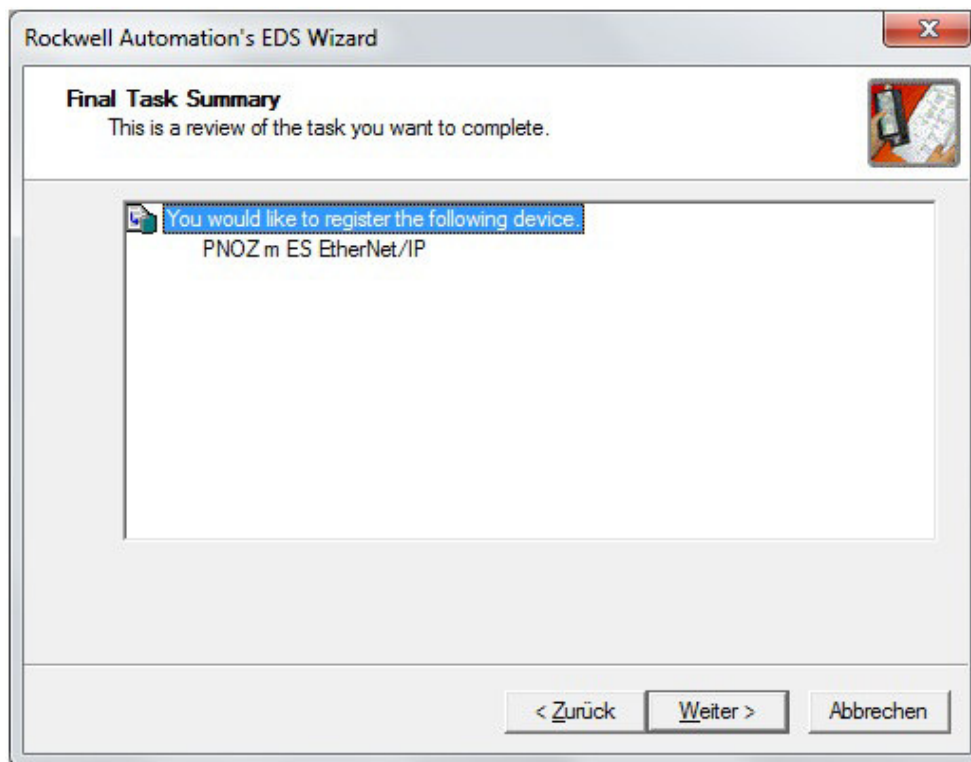 Rockwell Automation's EDS Wizard
Final Task Summary
This is a review of the task you want to complete.
You would like to register the following device.
PNOZ m ES EtherNet/IP
< Zurück
Weiter >
Abbrechen